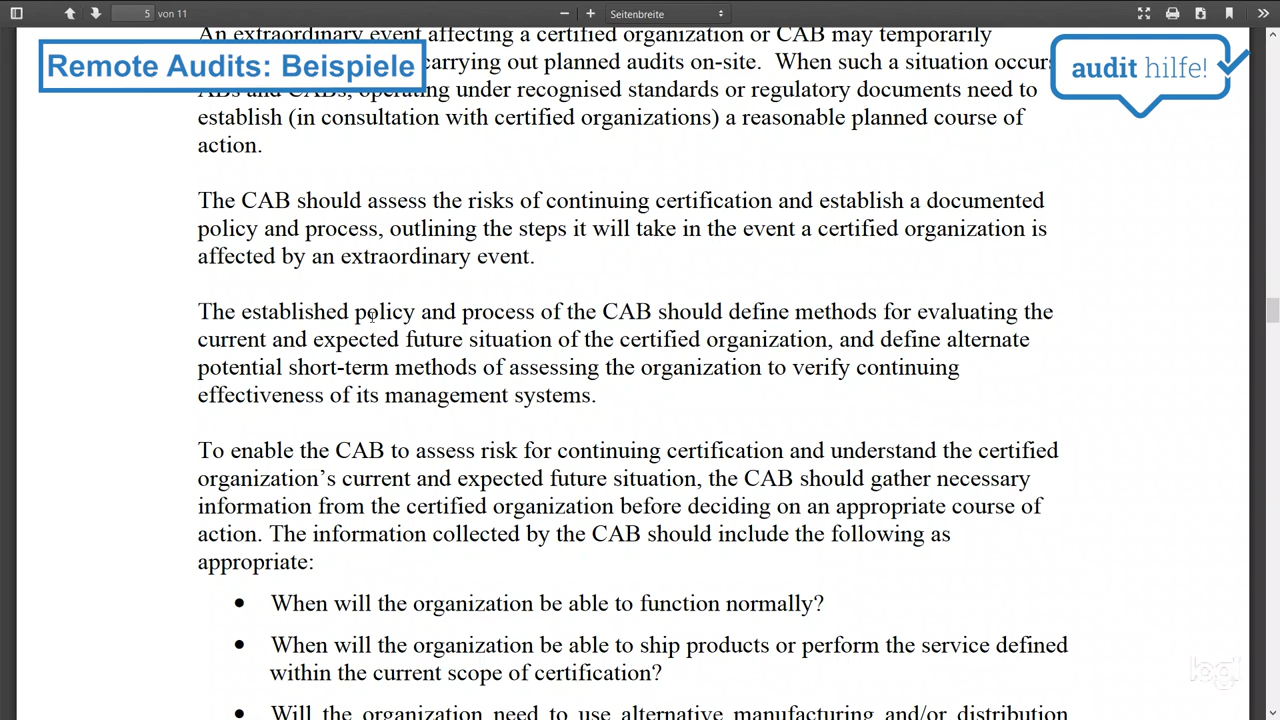 5 von 11
Seitenbreite
An extraordinary event affecting a certified organization or CAB may temporarily
Remote Audits: Beispiele
audit hilfe!
carrying out planned audits on-site. When such a situation occurs
ABs and CABs, operating under recognised standards or regulatory documents need to
establish (in consultation with certified organizations) a reasonable planned course of
action.
The CAB should assess the risks of continuing certification and establish a documented
policy and process, outlining the steps it will take in the event a certified organization is
affected by an extraordinary event.
The established policy and process of the CAB should define methods for evaluating the
current and expected future situation of the certified organization, and define alternate
potential short-term methods of assessing the organization to verify continuing
effectiveness of its management systems.
To enable the CAB to assess risk for continuing certification and understand the certified
organization’s current and expected future situation, the CAB should gather necessary
information from the certified organization before deciding on an appropriate course of
action. The information collected by the CAB should include the following as
appropriate:
• When will the organization be able to function normally?
• When will the organization be able to ship products or perform the service defined
within the current scope of certification?
• Will the organization need to use alternative manufacturing and/or distribution
logi